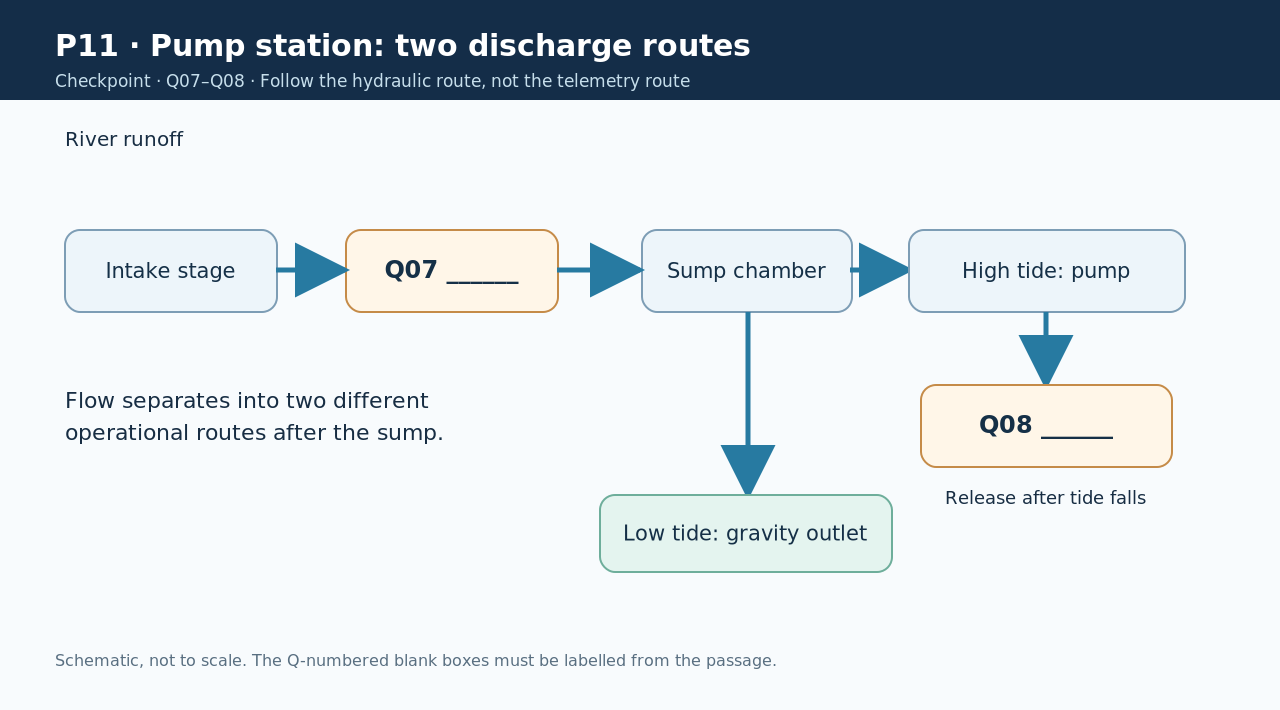 P11 · Pump station: two discharge routes
Checkpoint · Q07–Q08 · Follow the hydraulic route, not the telemetry route
River runoff
Intake stage
Q07 ______
Sump chamber
High tide: pump
Flow separates into two different
operational routes after the sump.
Q08 ______
Release after tide falls
Low tide: gravity outlet
Schematic, not to scale. The Q-numbered blank boxes must be labelled from the passage.